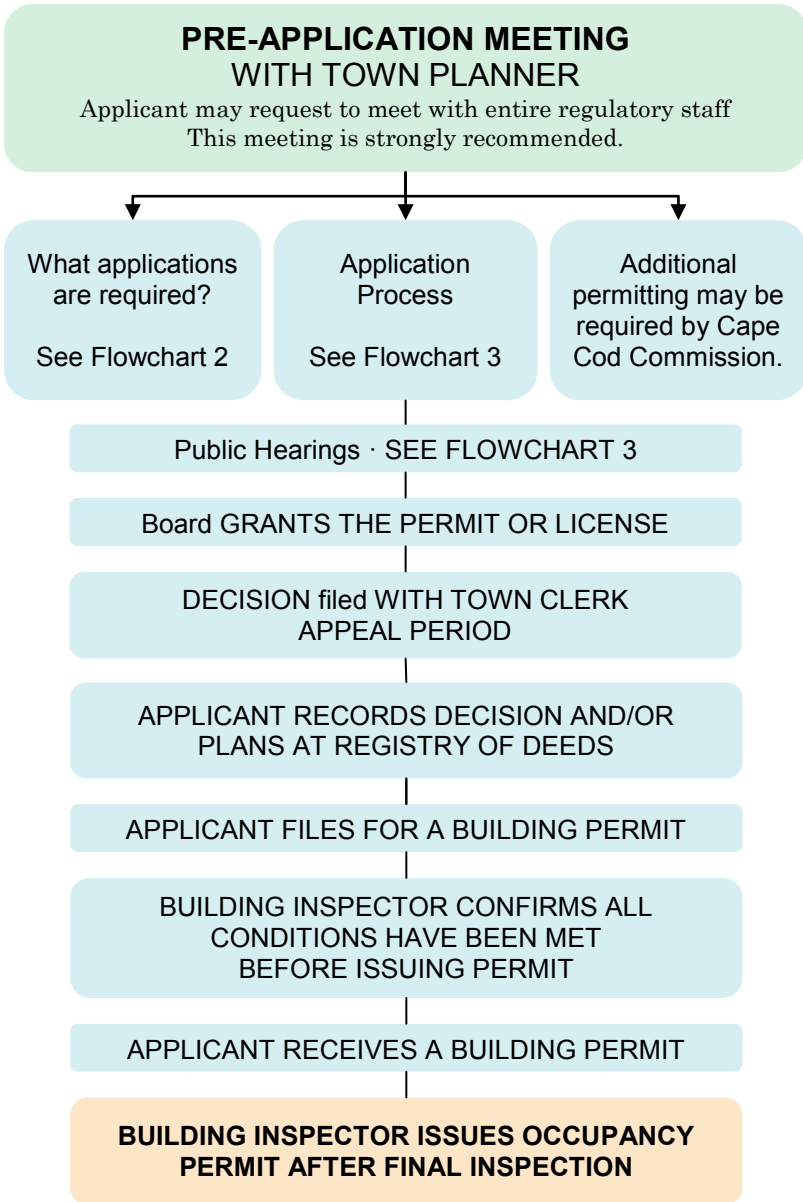 PRE-APPLICATION MEETING
WITH TOWN PLANNER
Applicant may request to meet with entire regulatory staff
This meeting is strongly recommended.
What applications
are required?
See Flowchart 2
Application
Process
See Flowchart 3
Additional
permitting may be
required by Cape
Cod Commission.
Public Hearings · SEE FLOWCHART 3
Board GRANTS THE PERMIT OR LICENSE
DECISION filed WITH TOWN CLERK
APPEAL PERIOD
APPLICANT RECORDS DECISION AND/OR
PLANS AT REGISTRY OF DEEDS
APPLICANT FILES FOR A BUILDING PERMIT
BUILDING INSPECTOR CONFIRMS ALL
CONDITIONS HAVE BEEN MET
BEFORE ISSUING PERMIT
APPLICANT RECEIVES A BUILDING PERMIT
BUILDING INSPECTOR ISSUES OCCUPANCY
PERMIT AFTER FINAL INSPECTION